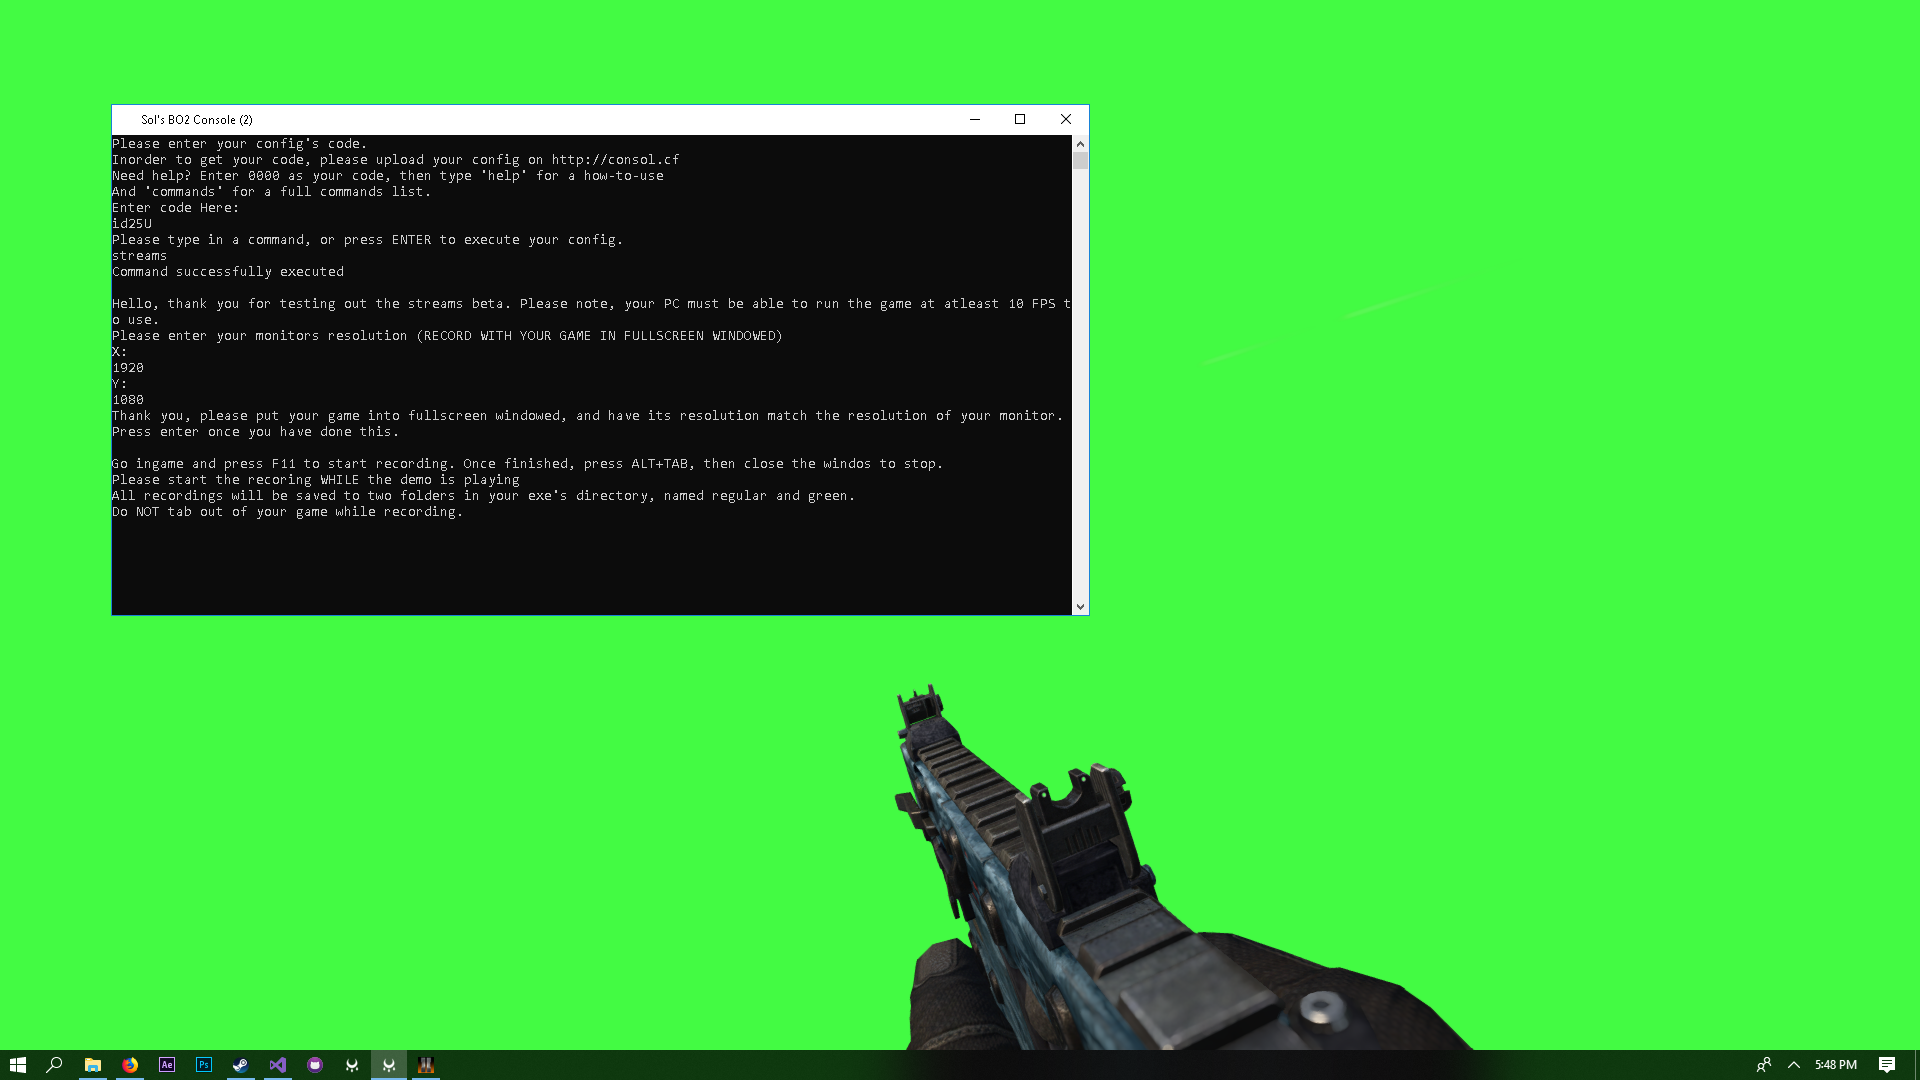 Sol's BO2 Console (2)
Please enter your config's code.
Inorder to get your code, please upload your config on http://consol.cf
Need help? Enter 0000 as your code, then type 'help' for a how-to-use
And 'commands' for a full commands list.
Enter code Here:
id25U
Please type in a command, or press ENTER to execute your config.
streams
Command successfully executed
Hello, thank you for testing out the streams beta. Please note, your PC must be able to run the game at atleast 10 FPS t
o use.
Please enter your monitors resolution (RECORD WITH YOUR GAME IN FULLSCREEN WINDOWED)
X:
1920
Y:
1080
Thank you, please put your game into fullscreen windowed, and have its resolution match the resolution of your monitor.
Press enter once you have done this.
Go ingame and press F11 to start recording. Once finished, press ALT+TAB, then close the windos to stop.
Please start the recoring WHILE the demo is playing
All recordings will be saved to two folders in your exe's directory, named regular and green.
Do NOT tab out of your game while recording.
Ae
Ps
5:48 PM